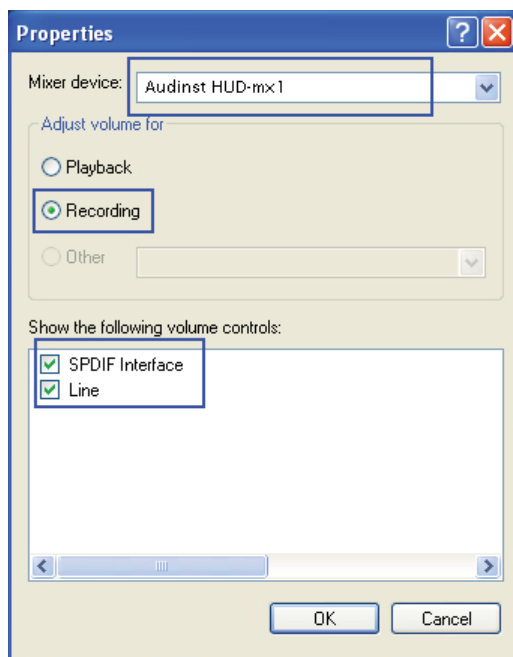 Properties
Mixer device: Audinst HUD-mx1
Adjust volume for
Playback
Recording
Other
Show the following volume controls:
SPDIF Interface
Line
OK Cancel